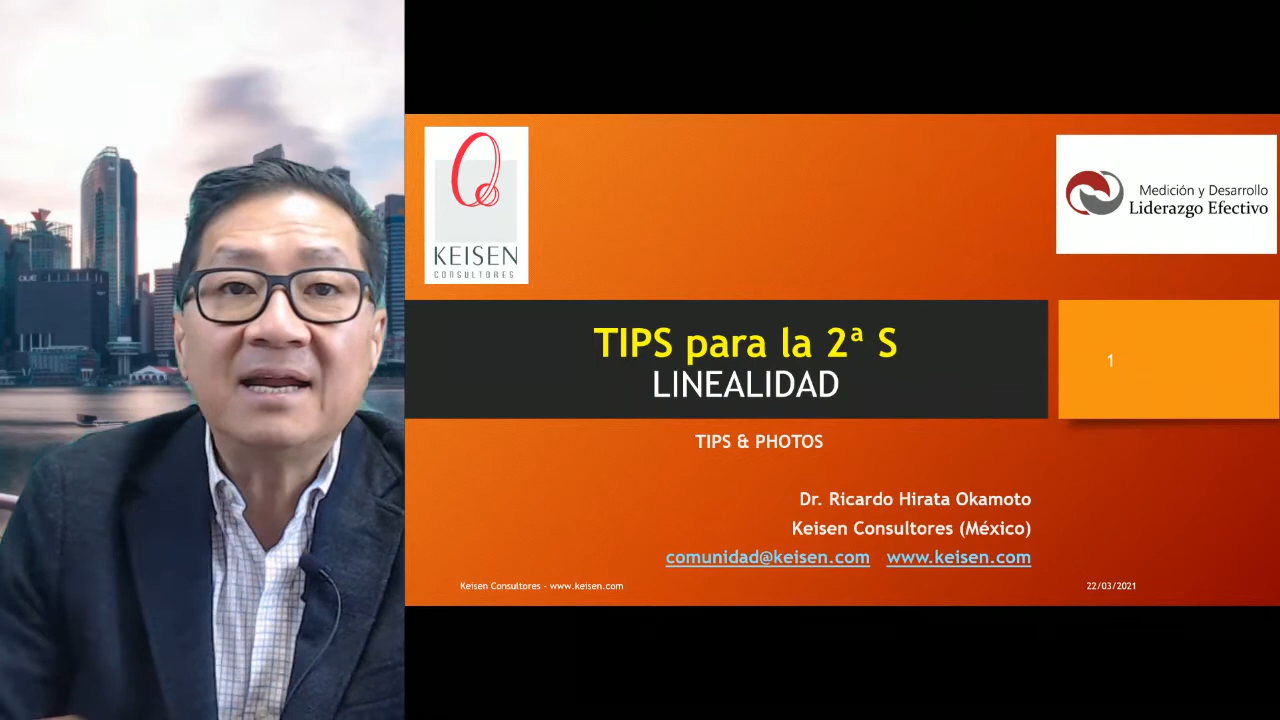 KEISEN
CONSULTORES
Medición y Desarrollo
Liderazgo Efectivo
TIPS para la 2ª S
LINEALIDAD
1
TIPS & PHOTOS
Dr. Ricardo Hirata Okamoto
Keisen Consultores (México)
comunidad@keisen.com www.keisen.com
Keisen Consultores - www.keisen.com
22/03/2021